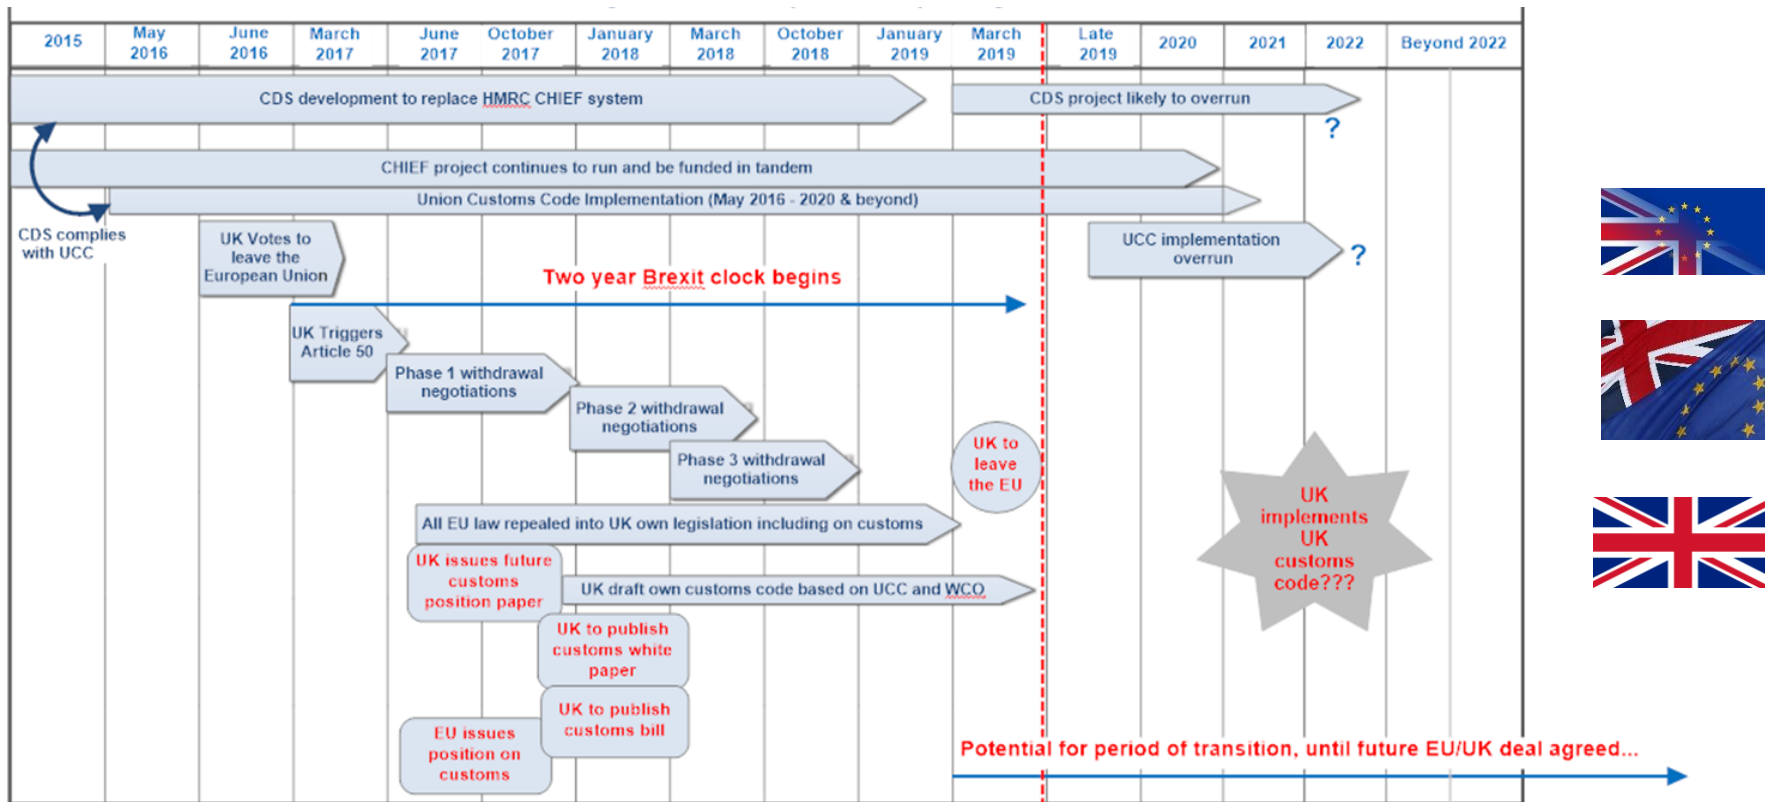 2015
May
2016
June
2016
March
2017
June
2017
October
2017
January
2018
March
2018
October
2018
January
2019
March
2019
Late
2019
2020
2021
2022
Beyond 2022
CDS development to replace HMRC CHIEF system
CDS project likely to overrun
?
CHIEF project continues to run and be funded in tandem
Union Customs Code Implementation (May 2016 - 2020 & beyond)
CDS complies
with UCC
UK Votes to
leave the
European Union
UCC implementation
overrun
?
Two year Brexit clock begins
UK Triggers
Article 50
Phase 1 withdrawal
negotiations
Phase 2 withdrawal
negotiations
Phase 3 withdrawal
negotiations
UK to
leave
the EU
All EU law repealed into UK own legislation including on customs
UK issues future
customs
position paper
UK draft own customs code based on UCC and WCO
UK
implements
UK
customs
code???
UK to publish
customs white
paper
UK to publish
customs bill
EU issues
position on
customs
Potential for period of transition, until future EU/UK deal agreed...